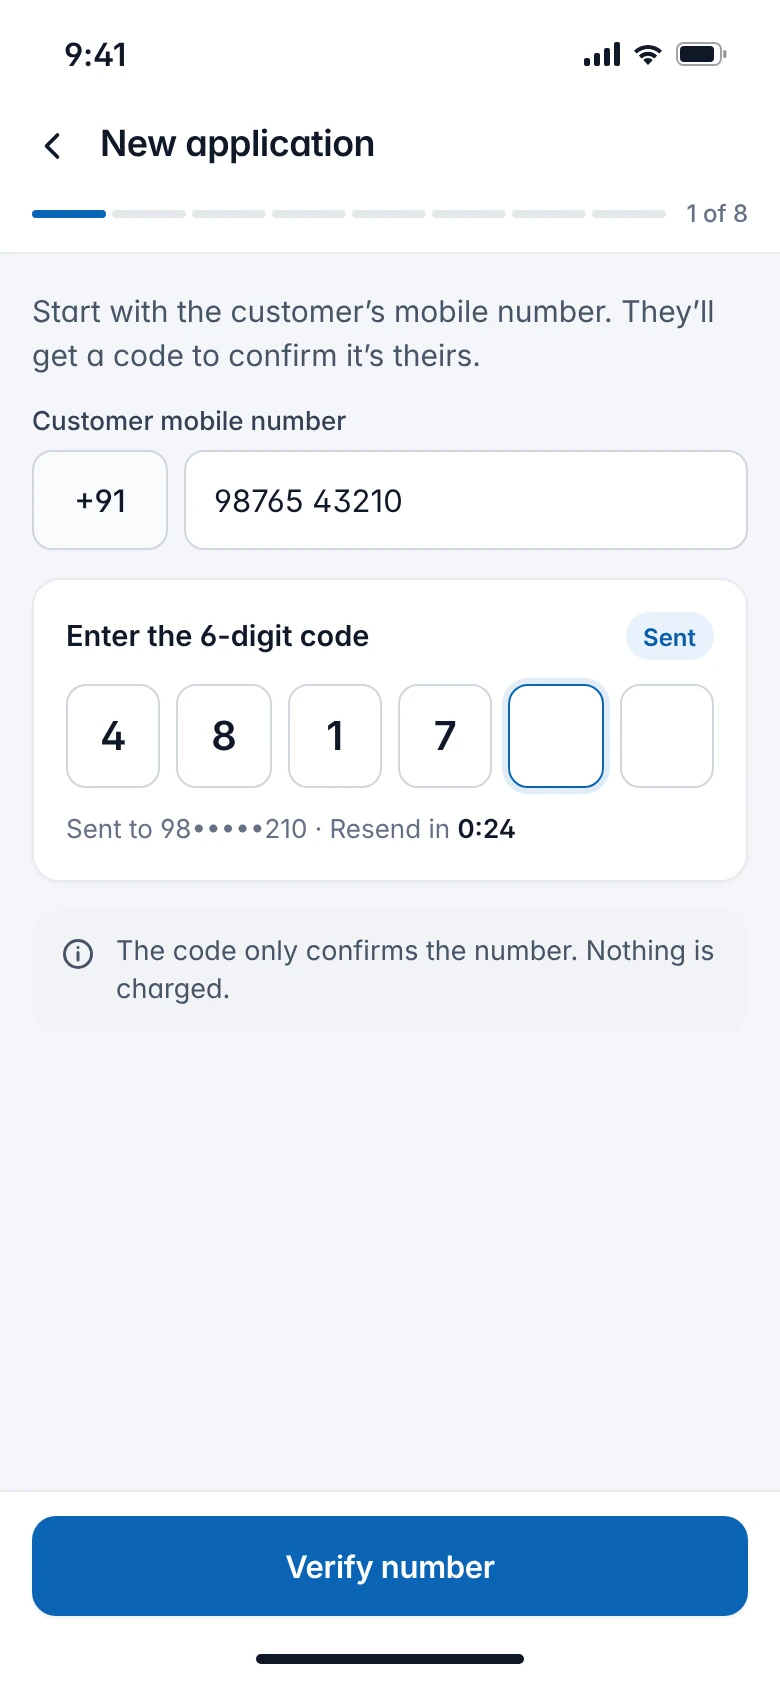 9:41
New application
1 of 8
Start with the customer’s mobile number. They’ll
get a code to confirm it’s theirs.
Customer mobile number
+91
98765 43210
Enter the 6-digit code
Sent
4 8 1 7
Sent to 98•••••210 · Resend in 0:24
The code only confirms the number. Nothing is
charged.
Verify number